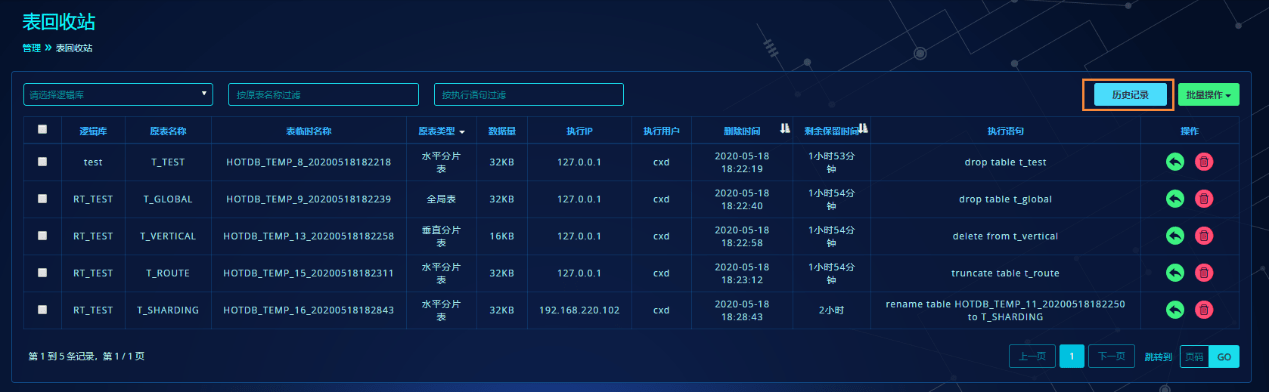 表回收站
管理 » 表回收站
请选择逻辑库 按原表名称过滤 按执行语句过滤 历史记录 批量操作
逻辑库 原表名称 表临时名称 原表类型 数据量 执行IP 执行用户 删除时间 剩余保留时间 执行语句 操作
test T_TEST HOTDB_TEMP_8_20200518182218 水平分片表 32KB 127.0.0.1 cxd 2020-05-18 18:22:19 1小时53分钟 drop table t_test
RT_TEST T_GLOBAL HOTDB_TEMP_9_20200518182239 全局表 32KB 127.0.0.1 cxd 2020-05-18 18:22:40 1小时54分钟 drop table t_global
RT_TEST T_VERTICAL HOTDB_TEMP_13_20200518182258 垂直分片表 16KB 127.0.0.1 cxd 2020-05-18 18:22:58 1小时54分钟 delete from t_vertical
RT_TEST T_ROUTE HOTDB_TEMP_15_20200518182311 水平分片表 32KB 127.0.0.1 cxd 2020-05-18 18:23:12 1小时54分钟 truncate table t_route
RT_TEST T_SHARDING HOTDB_TEMP_16_20200518182843 水平分片表 32KB 192.168.220.102 cxd 2020-05-18 18:28:43 2小时 rename table HOTDB_TEMP_11_20200518182250 to T_SHARDING
第 1 到 5 条记录，第 1 / 1 页 上一页 1 下一页 跳转到 页码 GO